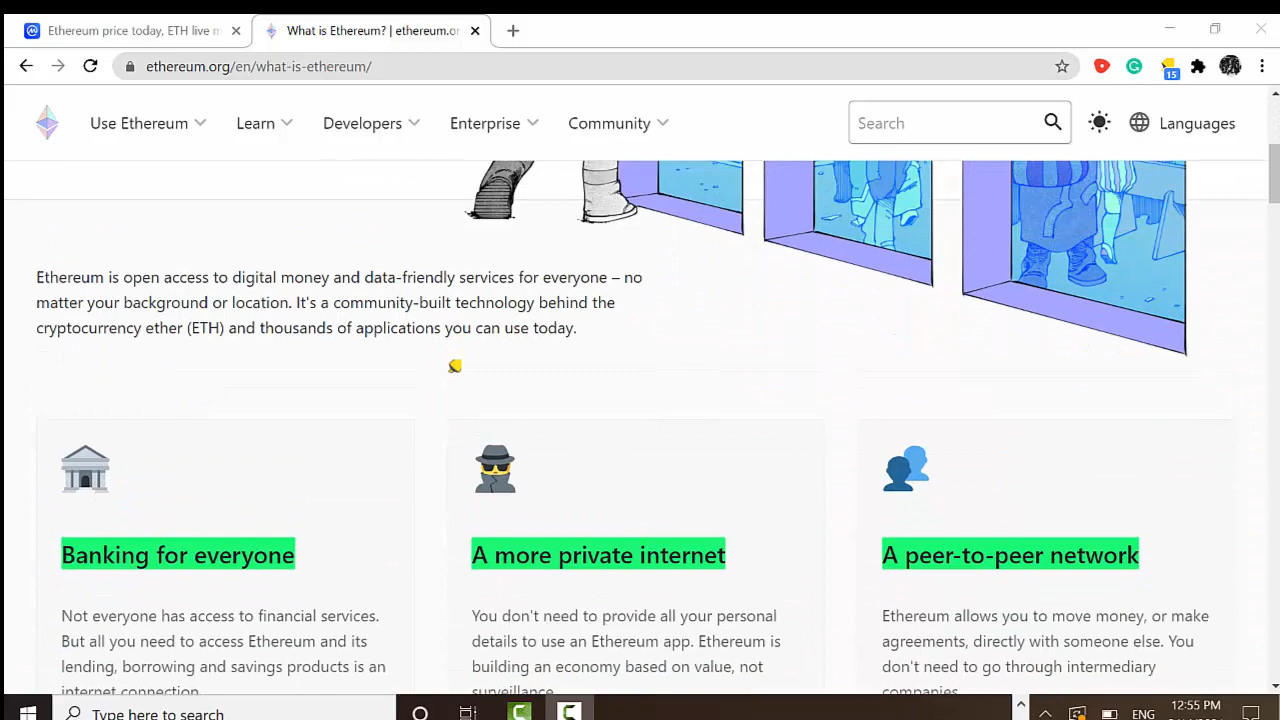 Ethereum price today, ETH live m
What is Ethereum? | ethereum.or
ethereum.org/en/what-is-ethereum/
15
Use Ethereum
Learn
Developers
Enterprise
Community
Search
Languages
Ethereum is open access to digital money and data-friendly services for everyone – no
matter your background or location. It's a community-built technology behind the
cryptocurrency ether (ETH) and thousands of applications you can use today.
Banking for everyone
Not everyone has access to financial services.
But all you need to access Ethereum and its
lending, borrowing and savings products is an
internet connection.
A more private internet
You don't need to provide all your personal
details to use an Ethereum app. Ethereum is
building an economy based on value, not
surveillance.
A peer-to-peer network
Ethereum allows you to move money, or make
agreements, directly with someone else. You
don't need to go through intermediary
companies.
Type here to search
ENG
12:55 PM